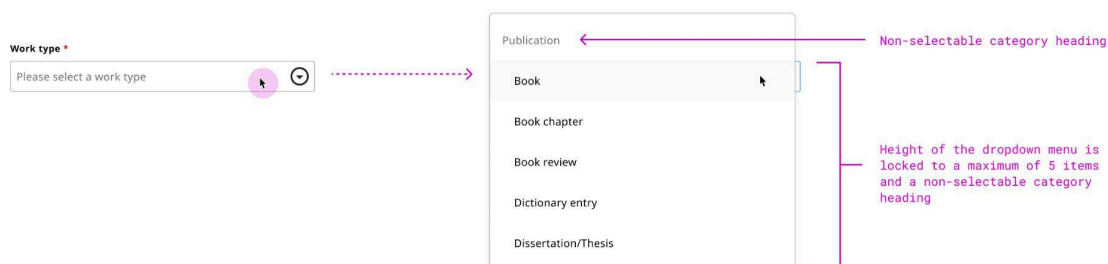 Work type *
Please select a work type
Publication
Non-selectable category heading
Book
Book chapter
Book review
Dictionary entry
Dissertation/Thesis
Height of the dropdown menu is
locked to a maximum of 5 items
and a non-selectable category
heading